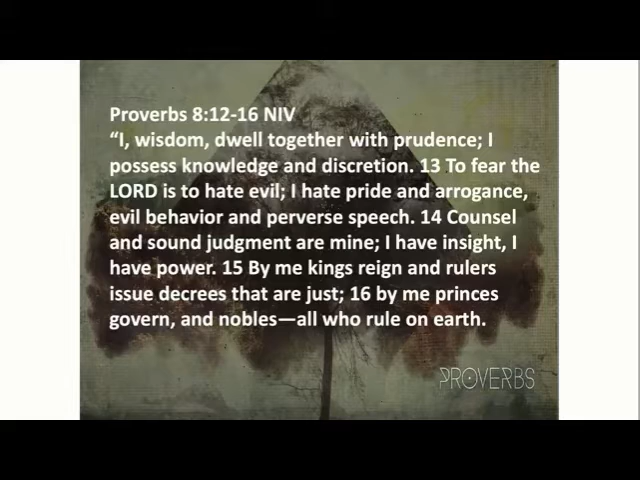 Proverbs 8:12-16 NIV
“I, wisdom, dwell together with prudence; I
possess knowledge and discretion. 13 To fear the
LORD is to hate evil; I hate pride and arrogance,
evil behavior and perverse speech. 14 Counsel
and sound judgment are mine; I have insight, I
have power. 15 By me kings reign and rulers
issue decrees that are just; 16 by me princes
govern, and nobles—all who rule on earth.
PROVERBS